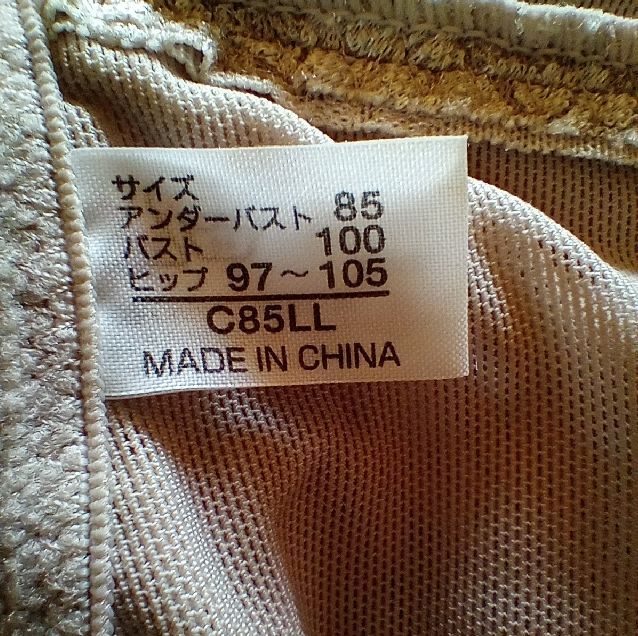 サイズ
アンダーバスト 85
バスト 100
ヒップ 97～105
C85LL
MADE IN CHINA